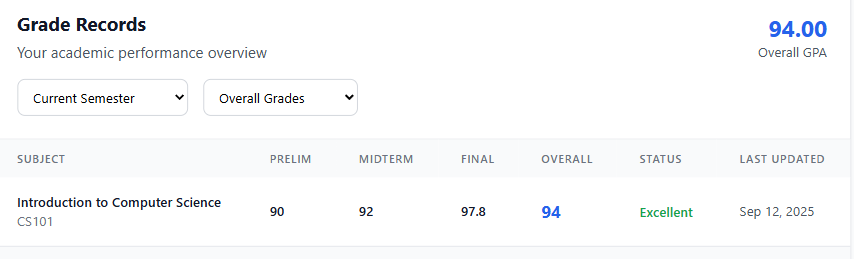 Grade Records
94.00
Your academic performance overview
Overall GPA
Current Semester
Overall Grades
SUBJECT PRELIM MIDTERM FINAL OVERALL STATUS LAST UPDATED
Introduction to Computer Science
CS101
90 92 97.8 94 Excellent Sep 12, 2025